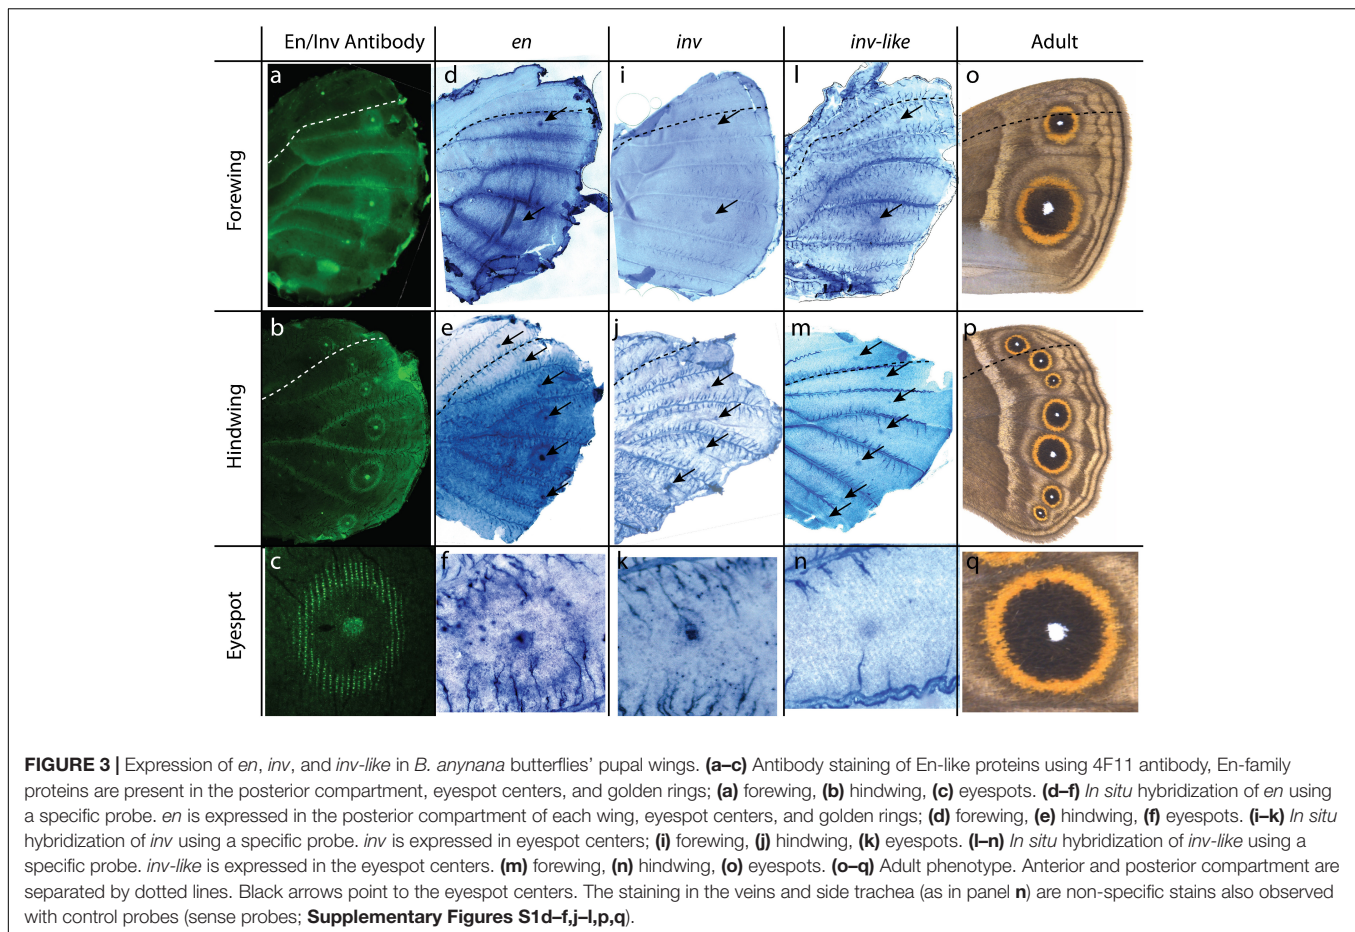 En/Inv Antibody en inv inv-like Adult
Forewing
a d i l o
Hindwing
b e j m p
Eyespot
c f k n q
FIGURE 3 | Expression of en, inv, and inv-like in B. anynana butterflies' pupal wings. (a–c) Antibody staining of En-like proteins using 4F11 antibody, En-family
proteins are present in the posterior compartment, eyespot centers, and golden rings; (a) forewing, (b) hindwing, (c) eyespots. (d–f) In situ hybridization of en using
a specific probe. en is expressed in the posterior compartment of each wing, eyespot centers, and golden rings; (d) forewing, (e) hindwing, (f) eyespots. (i–k) In situ
hybridization of inv using a specific probe. inv is expressed in eyespot centers; (i) forewing, (j) hindwing, (k) eyespots. (l–n) In situ hybridization of inv-like using a
specific probe. inv-like is expressed in the eyespot centers. (m) forewing, (n) hindwing, (o) eyespots. (o–q) Adult phenotype. Anterior and posterior compartment are
separated by dotted lines. Black arrows point to the eyespot centers. The staining in the veins and side trachea (as in panel n) are non-specific stains also observed
with control probes (sense probes; Supplementary Figures S1d–f,j–l,p,q).